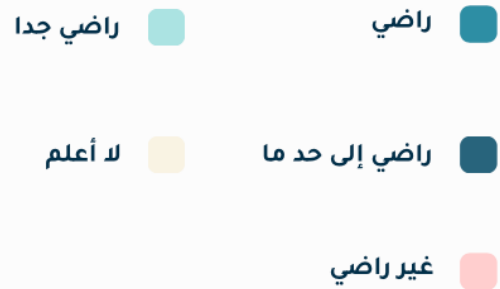 راضي
راضي جدا
راضي إلى حد ما
لا أعلم
غير راضي